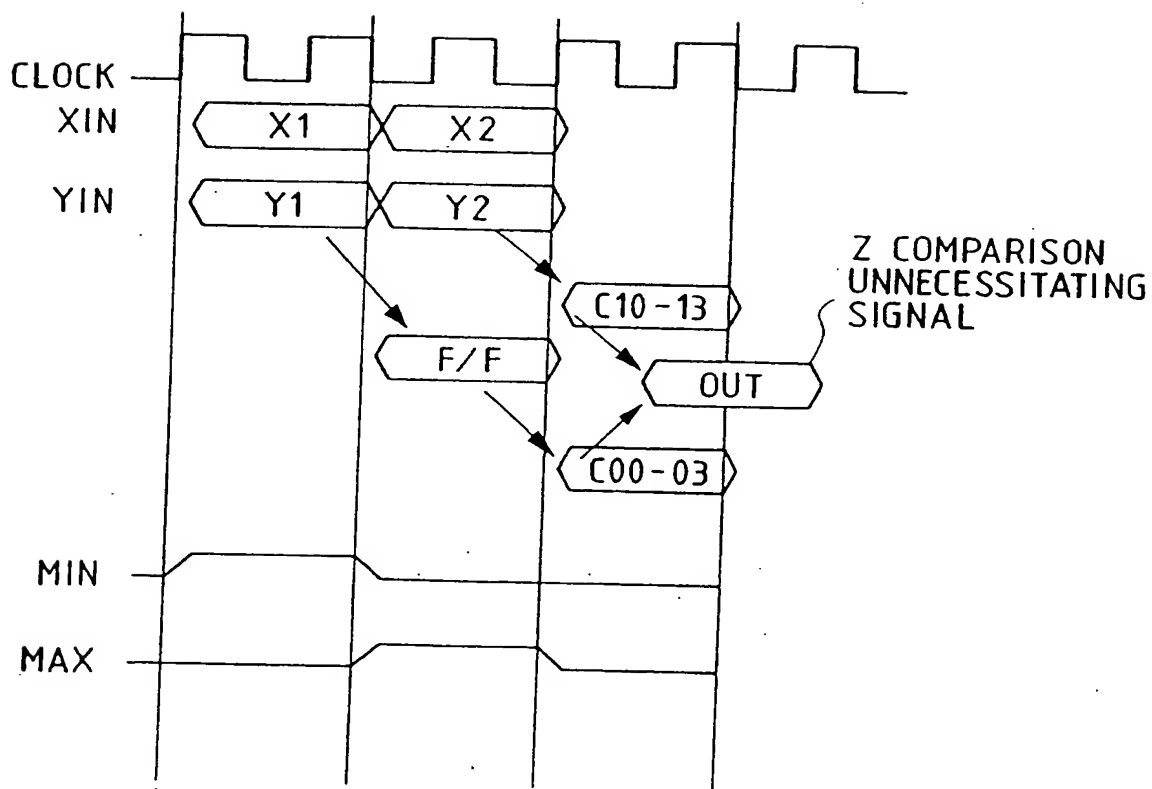 CLOCK
XIN
X1
X2
YIN
Y1
Y2
Z COMPARISON
UNNECESSITATING
SIGNAL
C10-13
F/F
OUT
C00-03
MIN
MAX